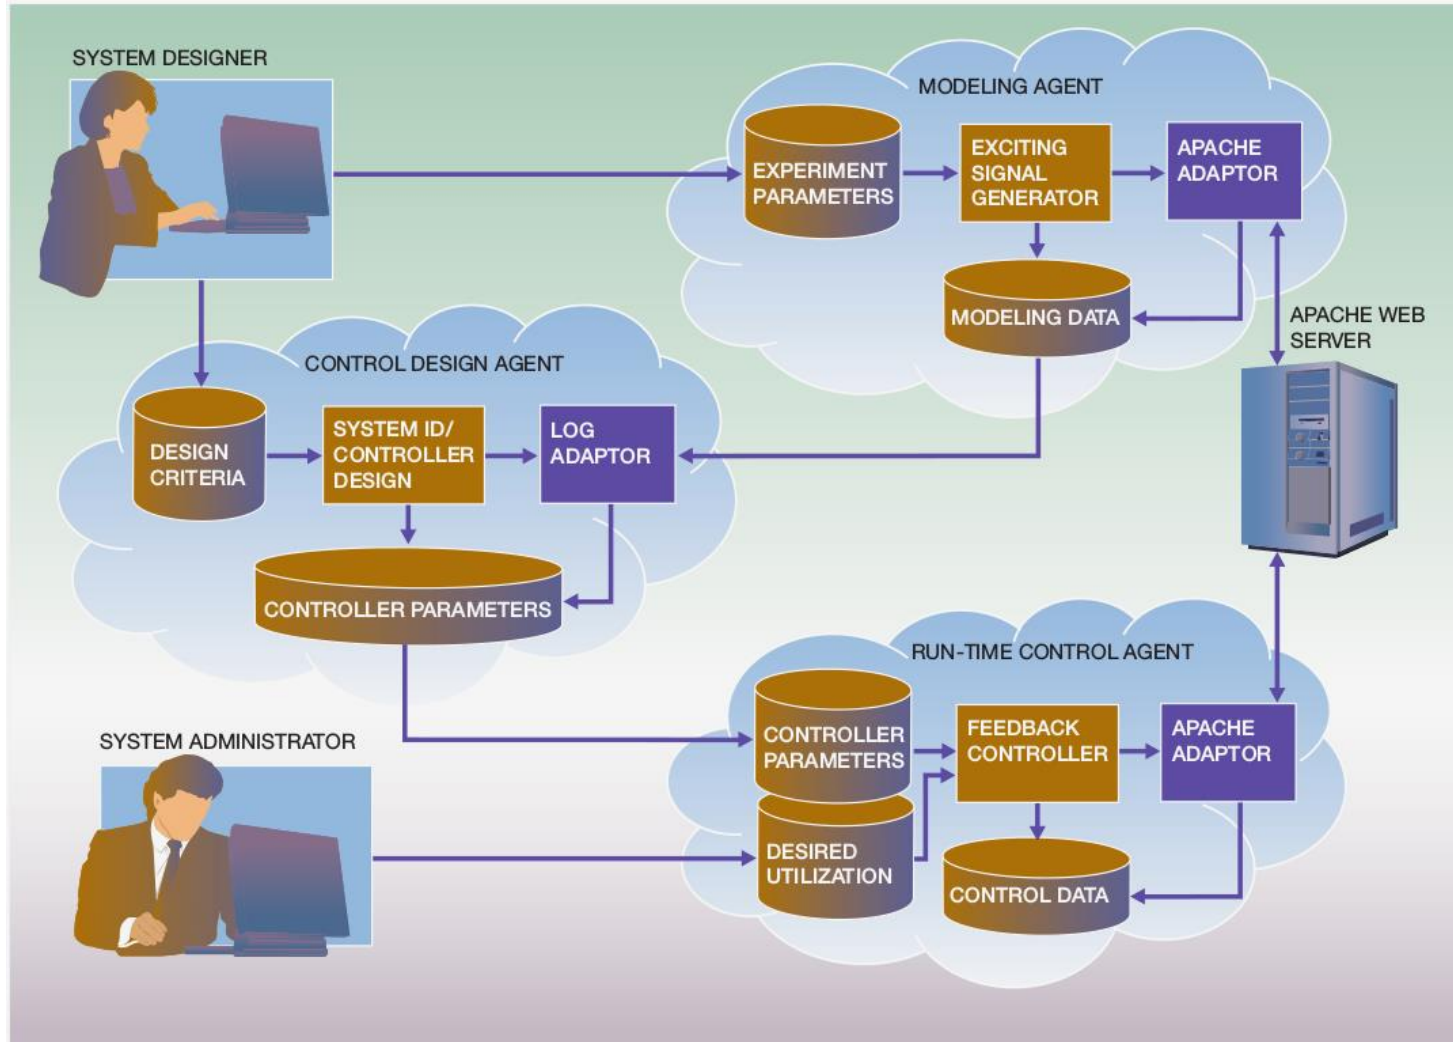 SYSTEM DESIGNER
MODELING AGENT
EXPERIMENT
PARAMETERS
EXCITING
SIGNAL
GENERATOR
APACHE
ADAPTOR
MODELING DATA
APACHE WEB
SERVER
CONTROL DESIGN AGENT
DESIGN
CRITERIA
SYSTEM ID/
CONTROLLER
DESIGN
LOG
ADAPTOR
CONTROLLER PARAMETERS
RUN-TIME CONTROL AGENT
SYSTEM ADMINISTRATOR
CONTROLLER
PARAMETERS
FEEDBACK
CONTROLLER
APACHE
ADAPTOR
DESIRED
UTILIZATION
CONTROL DATA